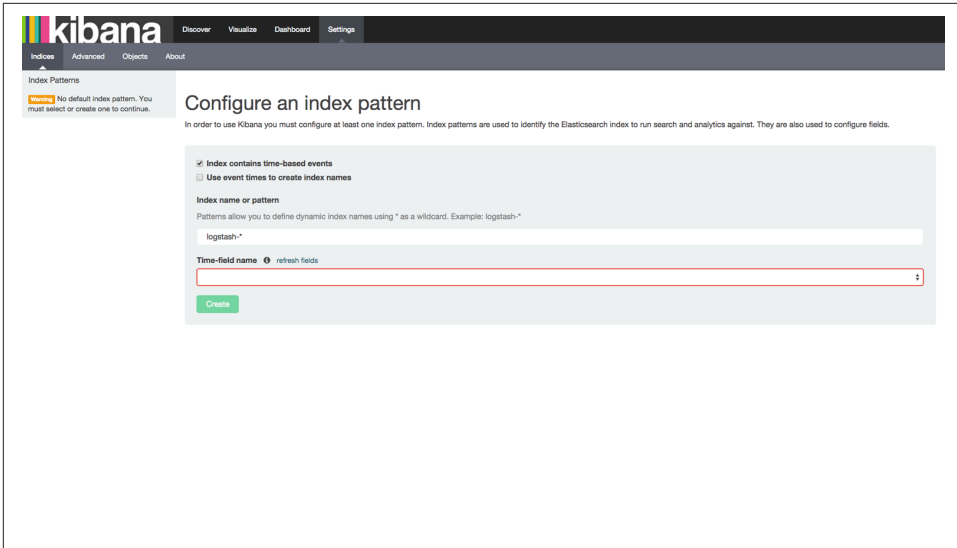 kibana
Discover Visualize Dashboard Settings
Indices Advanced Objects About
Index Patterns
Warning No default index pattern. You
must select or create one to continue.
Configure an index pattern
In order to use Kibana you must configure at least one index pattern. Index patterns are used to identify the Elasticsearch index to run search and analytics against. They are also used to configure fields.
Index contains time-based events
Use event times to create index names
Index name or pattern
Patterns allow you to define dynamic index names using * as a wildcard. Example: logstash-*
logstash-*
Time-field name refresh fields
Create